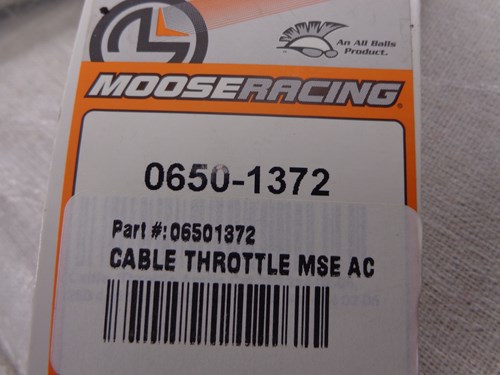 An All Balls
Product.
MOOSERACING
0650-1372
Part #: 06501372
CABLE THROTTLE MSE AC